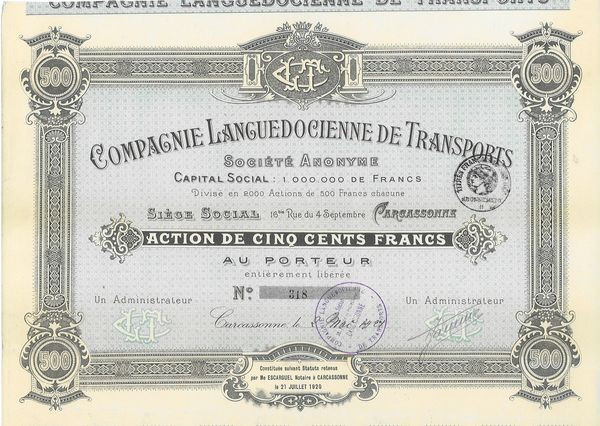 COMPAGNIE LANGUEDOCIENNE DE TRANSPORTS
500
500
COMPAGNIE LANGUEDOCIENNE DE TRANSPORTS
SOCIÉTÉ ANONYME
CAPITAL SOCIAL : 1.000.000 DE FRANCS
Divisé en 2000 Actions de 500 Francs chacune
SIÈGE SOCIAL 16 Rue du 4 Septembre CARCASSONNE
ACTION DE CINQ CENTS FRANCS
AU PORTEUR
entièrement libérée
No 318
Un Administrateur
Un Administrateur
Carcassonne le
500
500
Constituée suivant Statuts retenus
par Me ESCARGUEL Notaire à CARCASSONNE
le 21 JUILLET 1920